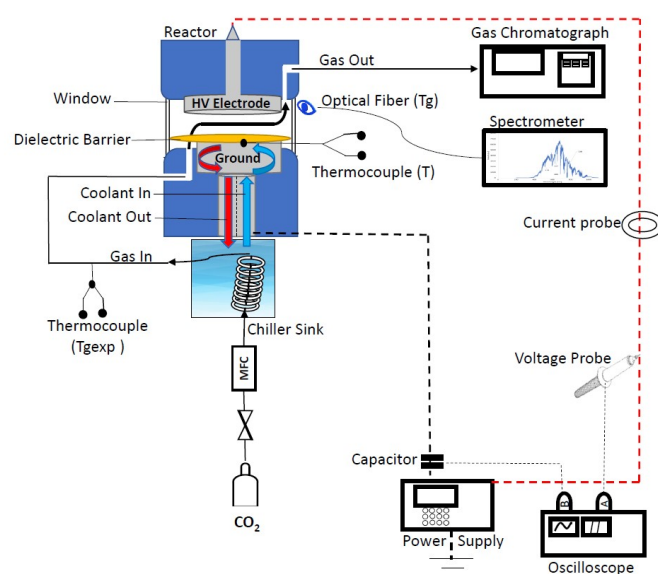 Reactor
Gas Chromatograph
Gas Out
Window
HV Electrode
Optical Fiber (Tg)
Dielectric Barrier
Spectrometer
Ground
Thermocouple (T)
Coolant In
Coolant Out
Current probe
Gas In
Thermocouple
(Tgexp )
Chiller Sink
MFC
Voltage Probe
Capacitor
CO₂
B
A
Power Supply
Oscilloscope